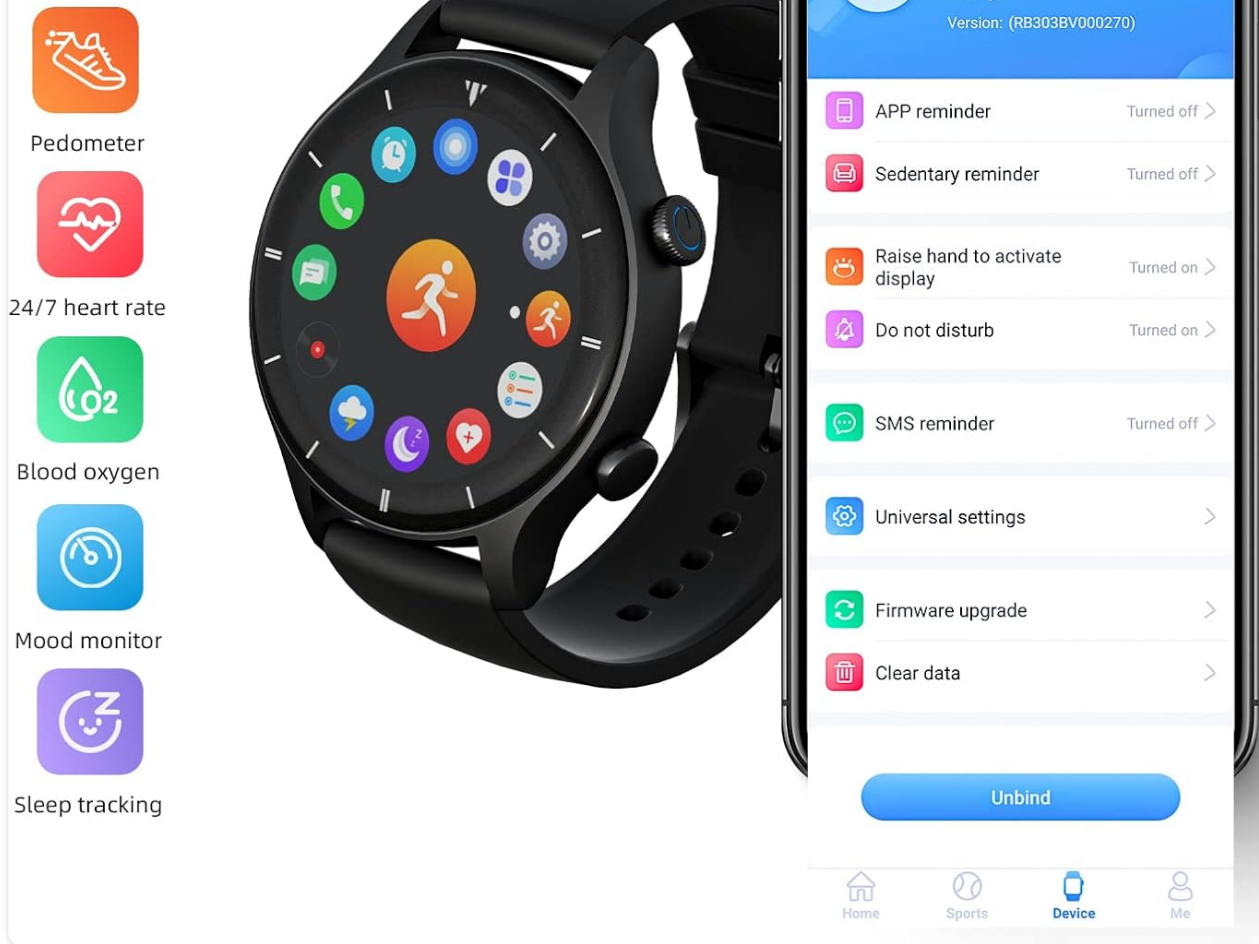 Pedometer
24/7 heart rate
O2
Blood oxygen
Mood monitor
Z
Sleep tracking
z z
Version: (RB303BV000270)
APP reminder Turned off
Sedentary reminder Turned off
Raise hand to activate
display Turned on
Do not disturb Turned on
SMS reminder Turned off
Universal settings
Firmware upgrade
Clear data
Unbind
Home Sports Device Me